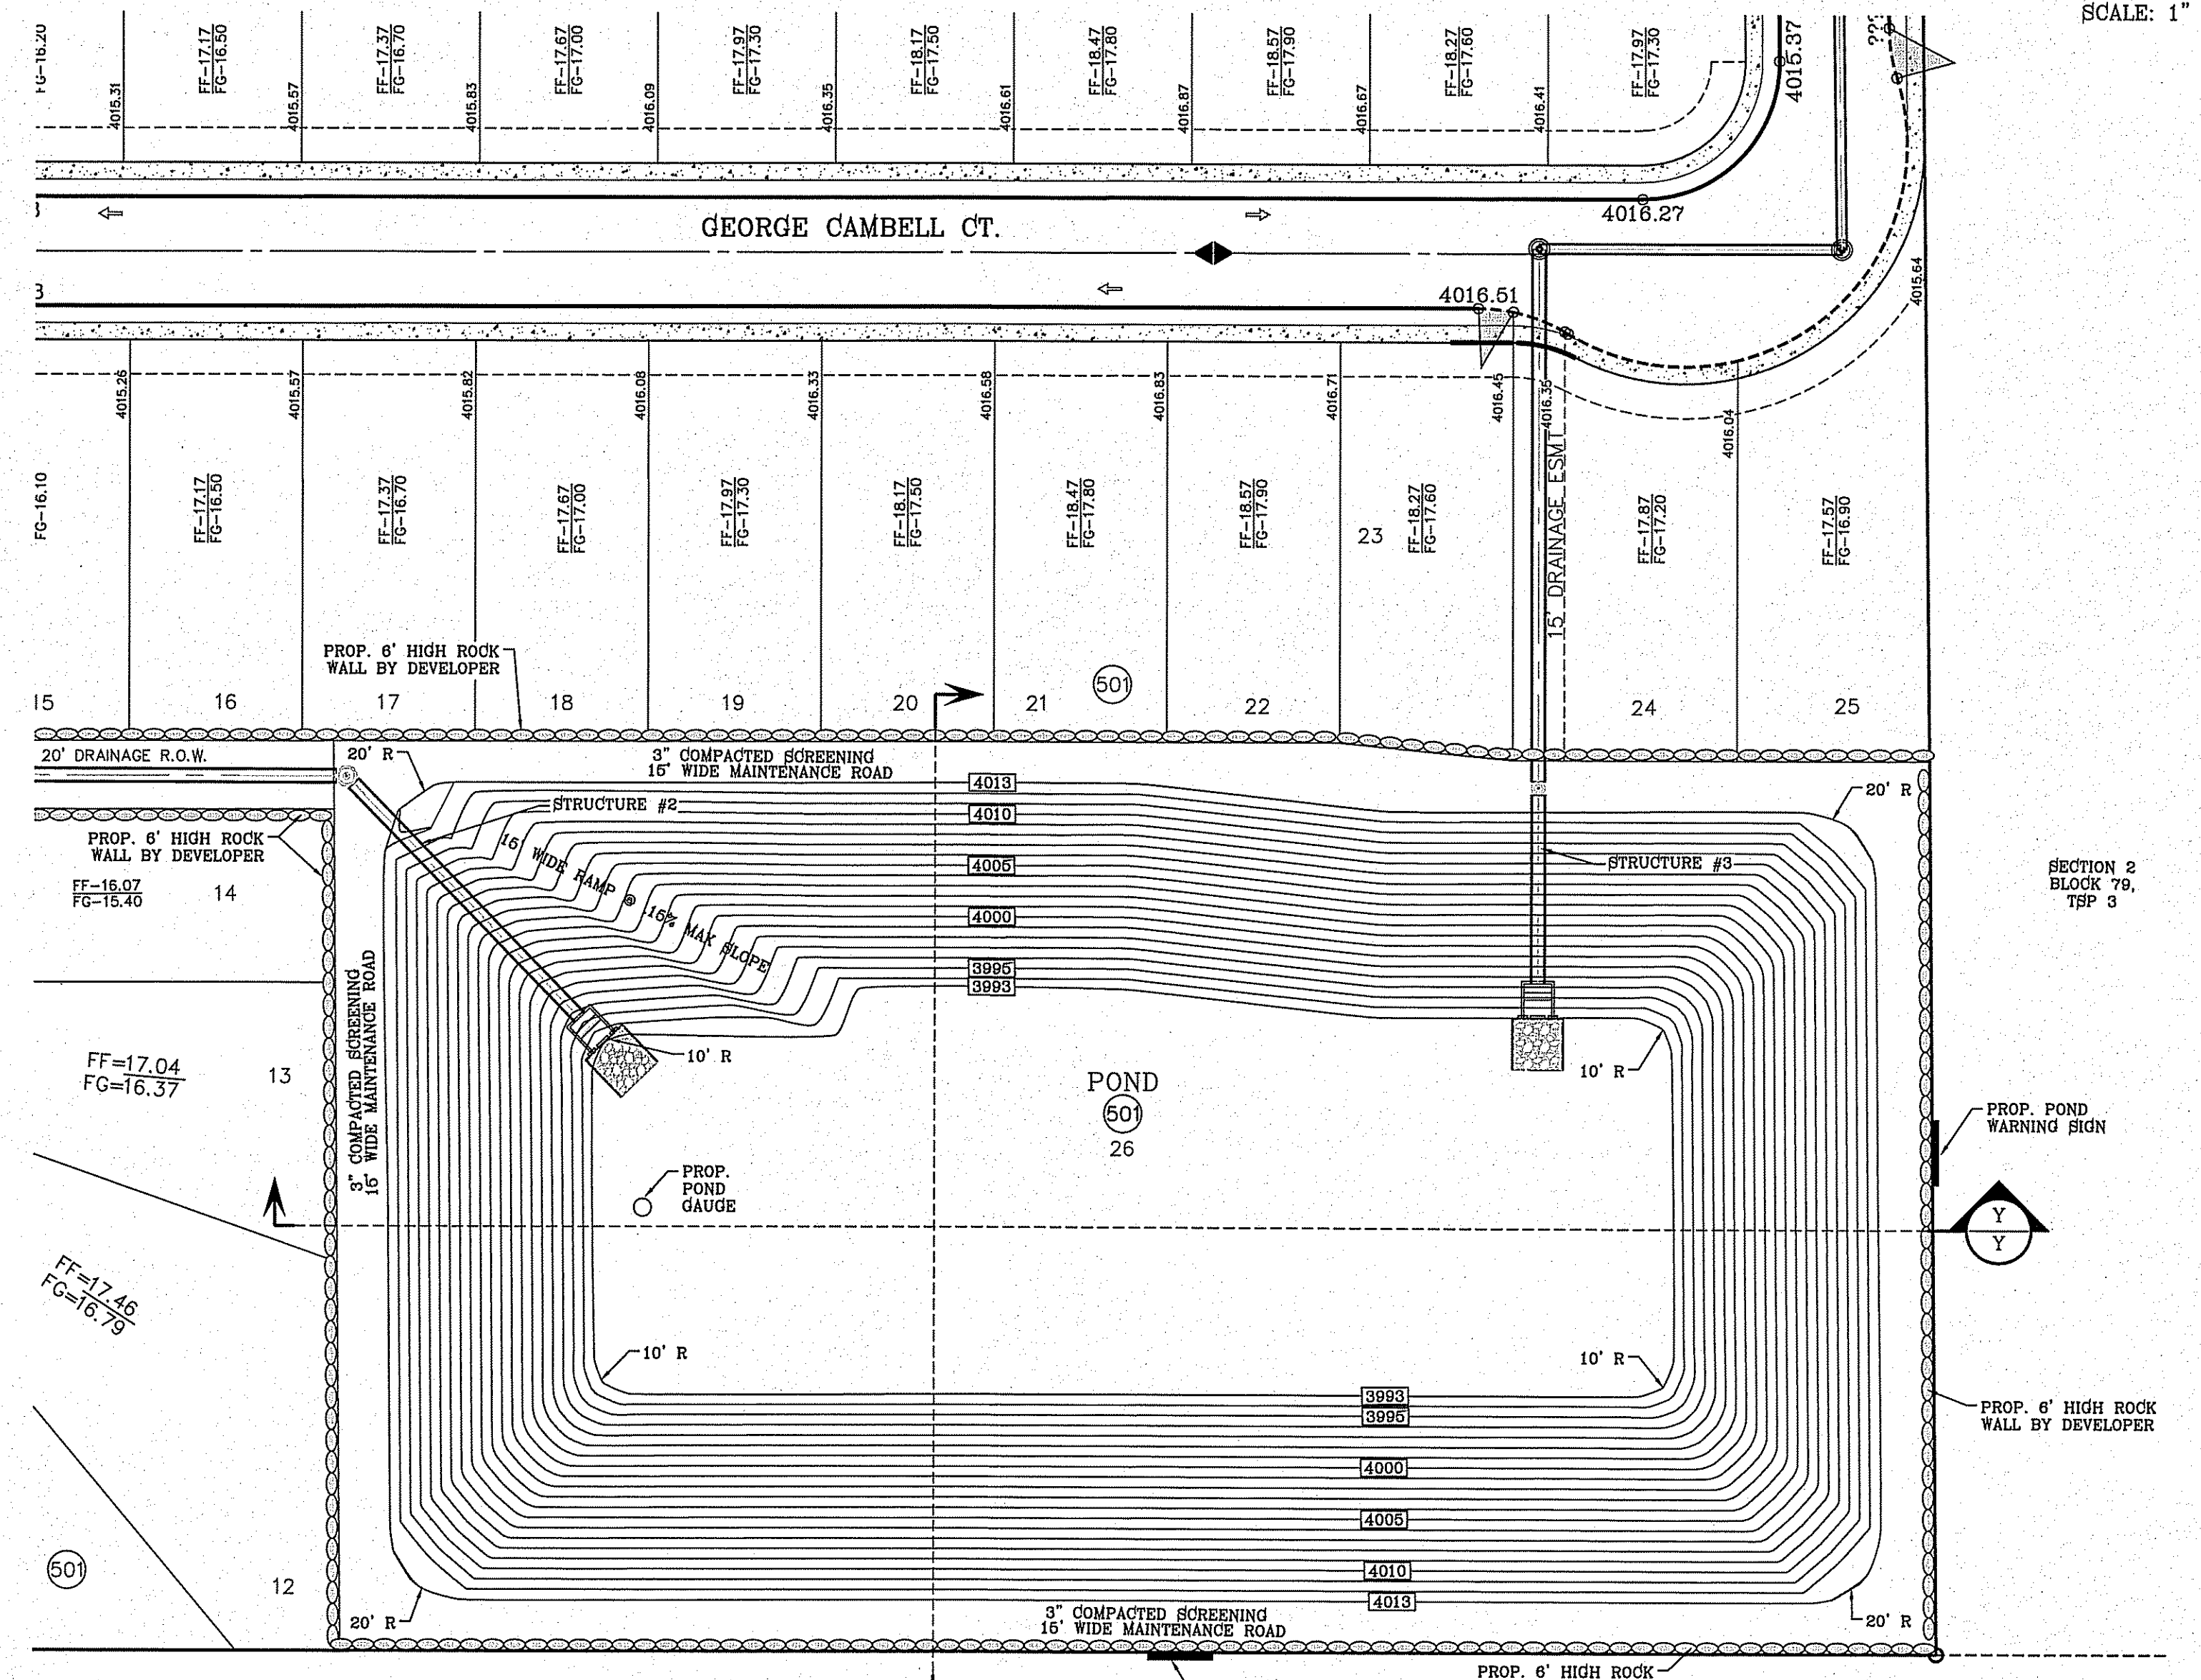 SCALE: 1"
FG-16.20
4015.31
FF-17.17
FG-16.50
4015.57
FF-17.37
FG-16.70
4015.83
FF-17.67
FG-17.00
4016.09
FF-17.97
FG-17.30
4016.35
FF-18.17
FG-17.50
4016.61
FF-18.47
FG-17.80
4016.87
FF-18.57
FG-17.90
4016.67
FF-18.27
FG-17.60
4016.41
FF-17.97
FG-17.30
4015.37
4016.27
GEORGE CAMBELL CT.
4016.51
4015.64
4015.26
4015.57
4015.82
4016.08
4016.33
4016.58
4016.83
4016.71
4016.45
4016.35
4016.04
FG-16.10
FF-17.17
FG-16.50
FF-17.37
FG-16.70
FF-17.67
FG-17.00
FF-17.97
FG-17.30
FF-18.17
FG-17.50
FF-18.47
FG-17.80
FF-18.57
FG-17.90
23
FF-18.27
FG-17.60
15' DRAINAGE ESMT
FF-17.87
FG-17.20
FF-17.57
FG-16.90
PROP. 6' HIGH ROCK
WALL BY DEVELOPER
15
16
17
18
19
20
21
501
22
24
25
20' DRAINAGE R.O.W.
20' R
3" COMPACTED SCREENING
15' WIDE MAINTENANCE ROAD
4013
4010
4005
4000
3995
3993
STRUCTURE #2
15' WIDE RAMP @ 15% MAX SLOPE
20' R
STRUCTURE #3
PROP. 6' HIGH ROCK
WALL BY DEVELOPER
FF-16.07
FG-15.40
14
SECTION 2
BLOCK 79,
TSP 3
3" COMPACTED SCREENING
15' WIDE MAINTENANCE ROAD
FF=17.04
FG=16.37
13
10' R
10' R
POND
501
26
PROP. POND
WARNING SIGN
PROP.
POND
GAUGE
Y
Y
FF=17.46
FG=16.79
10' R
10' R
3993
3995
4000
4005
4010
4013
PROP. 6' HIGH ROCK
WALL BY DEVELOPER
501
12
20' R
3" COMPACTED SCREENING
15' WIDE MAINTENANCE ROAD
20' R
PROP. 6' HIGH ROCK